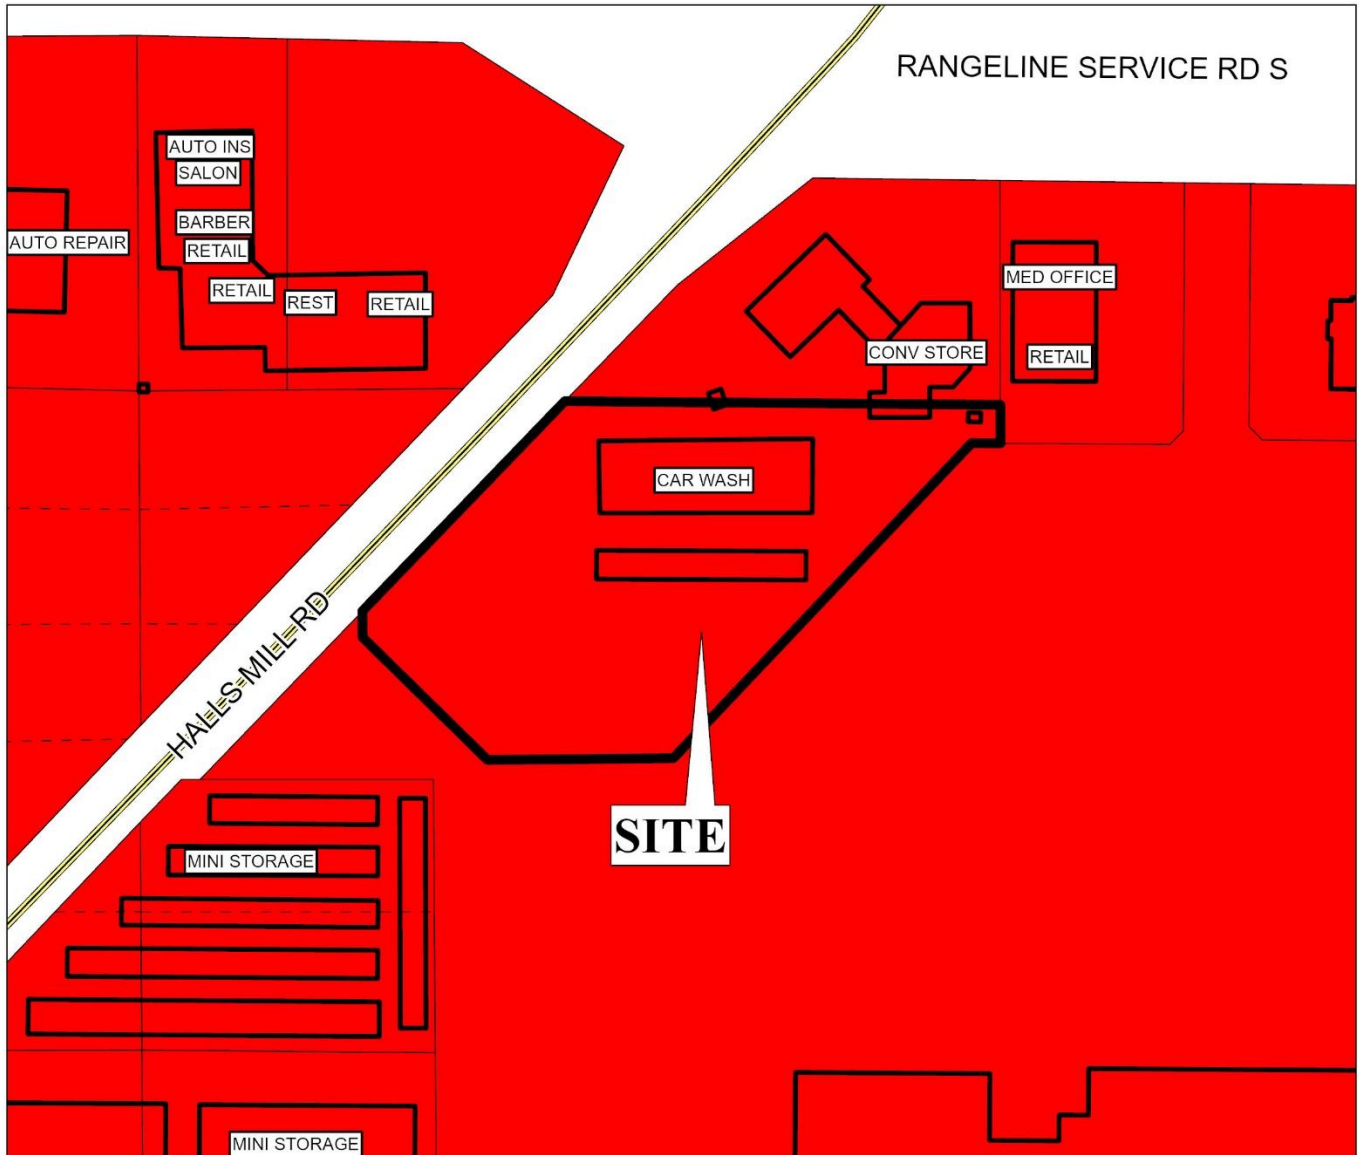 RANGELINE SERVICE RD S
AUTO INS
SALON
BARBER
AUTO REPAIR
RETAIL
RETAIL
REST
RETAIL
MED OFFICE
CONV STORE
RETAIL
CAR WASH
HALLS MILL RD
SITE
MINI STORAGE
MINI STORAGE